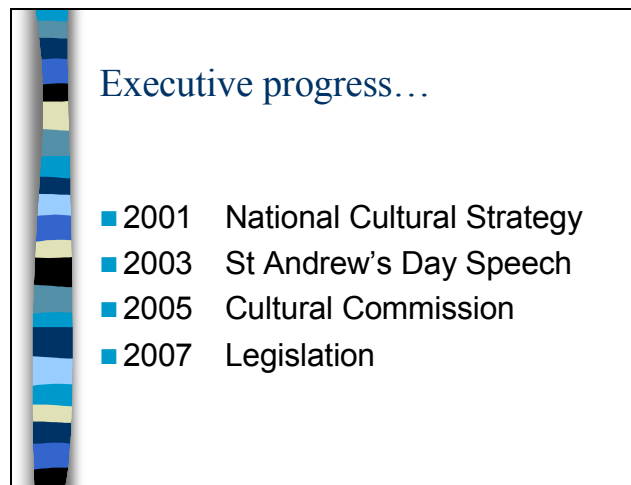 Executive progress…
2001 National Cultural Strategy
2003 St Andrew’s Day Speech
2005 Cultural Commission
2007 Legislation